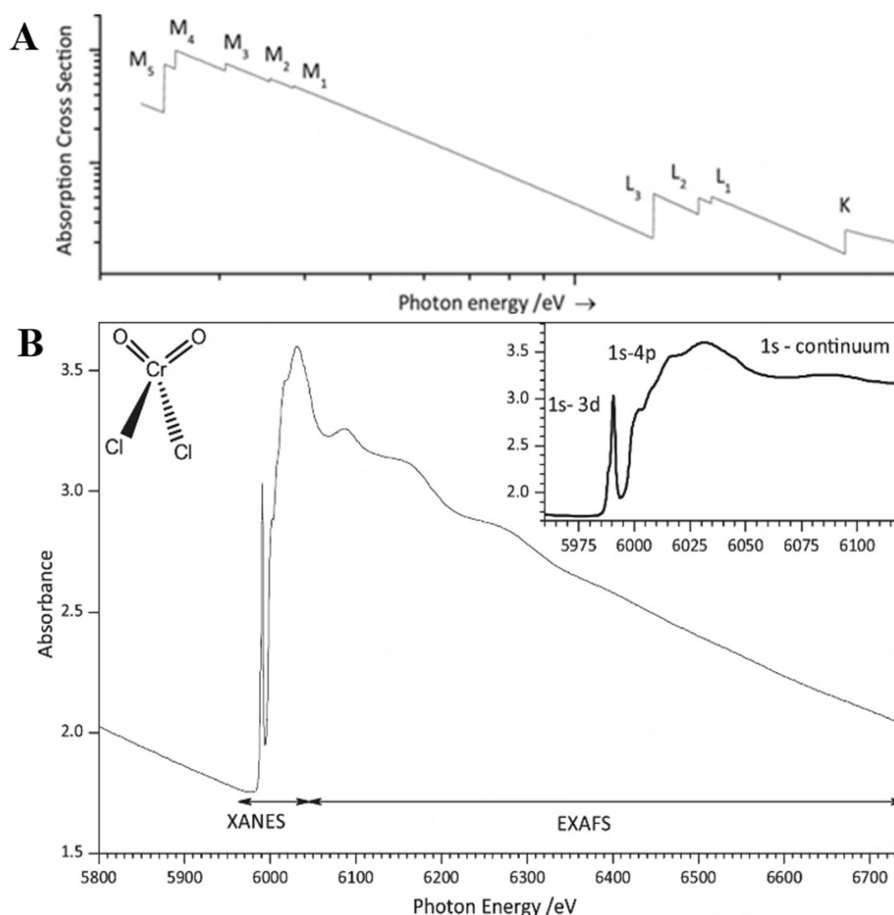 A
M₅
M₄
M₃
M₂
M₁
L₃
L₂
L₁
K
Absorption Cross Section
Photon energy /eV →
B
O
O
Cr
Cl
Cl
3.5
3.0
2.5
2.0
1.5
Absorbance
3.5
3.0
2.5
2.0
1s- 3d
1s-4p
1s - continuum
5975
6000
6025
6050
6075
6100
XANES
EXAFS
5800
5900
6000
6100
6200
6300
6400
6500
6600
6700
Photon Energy /eV